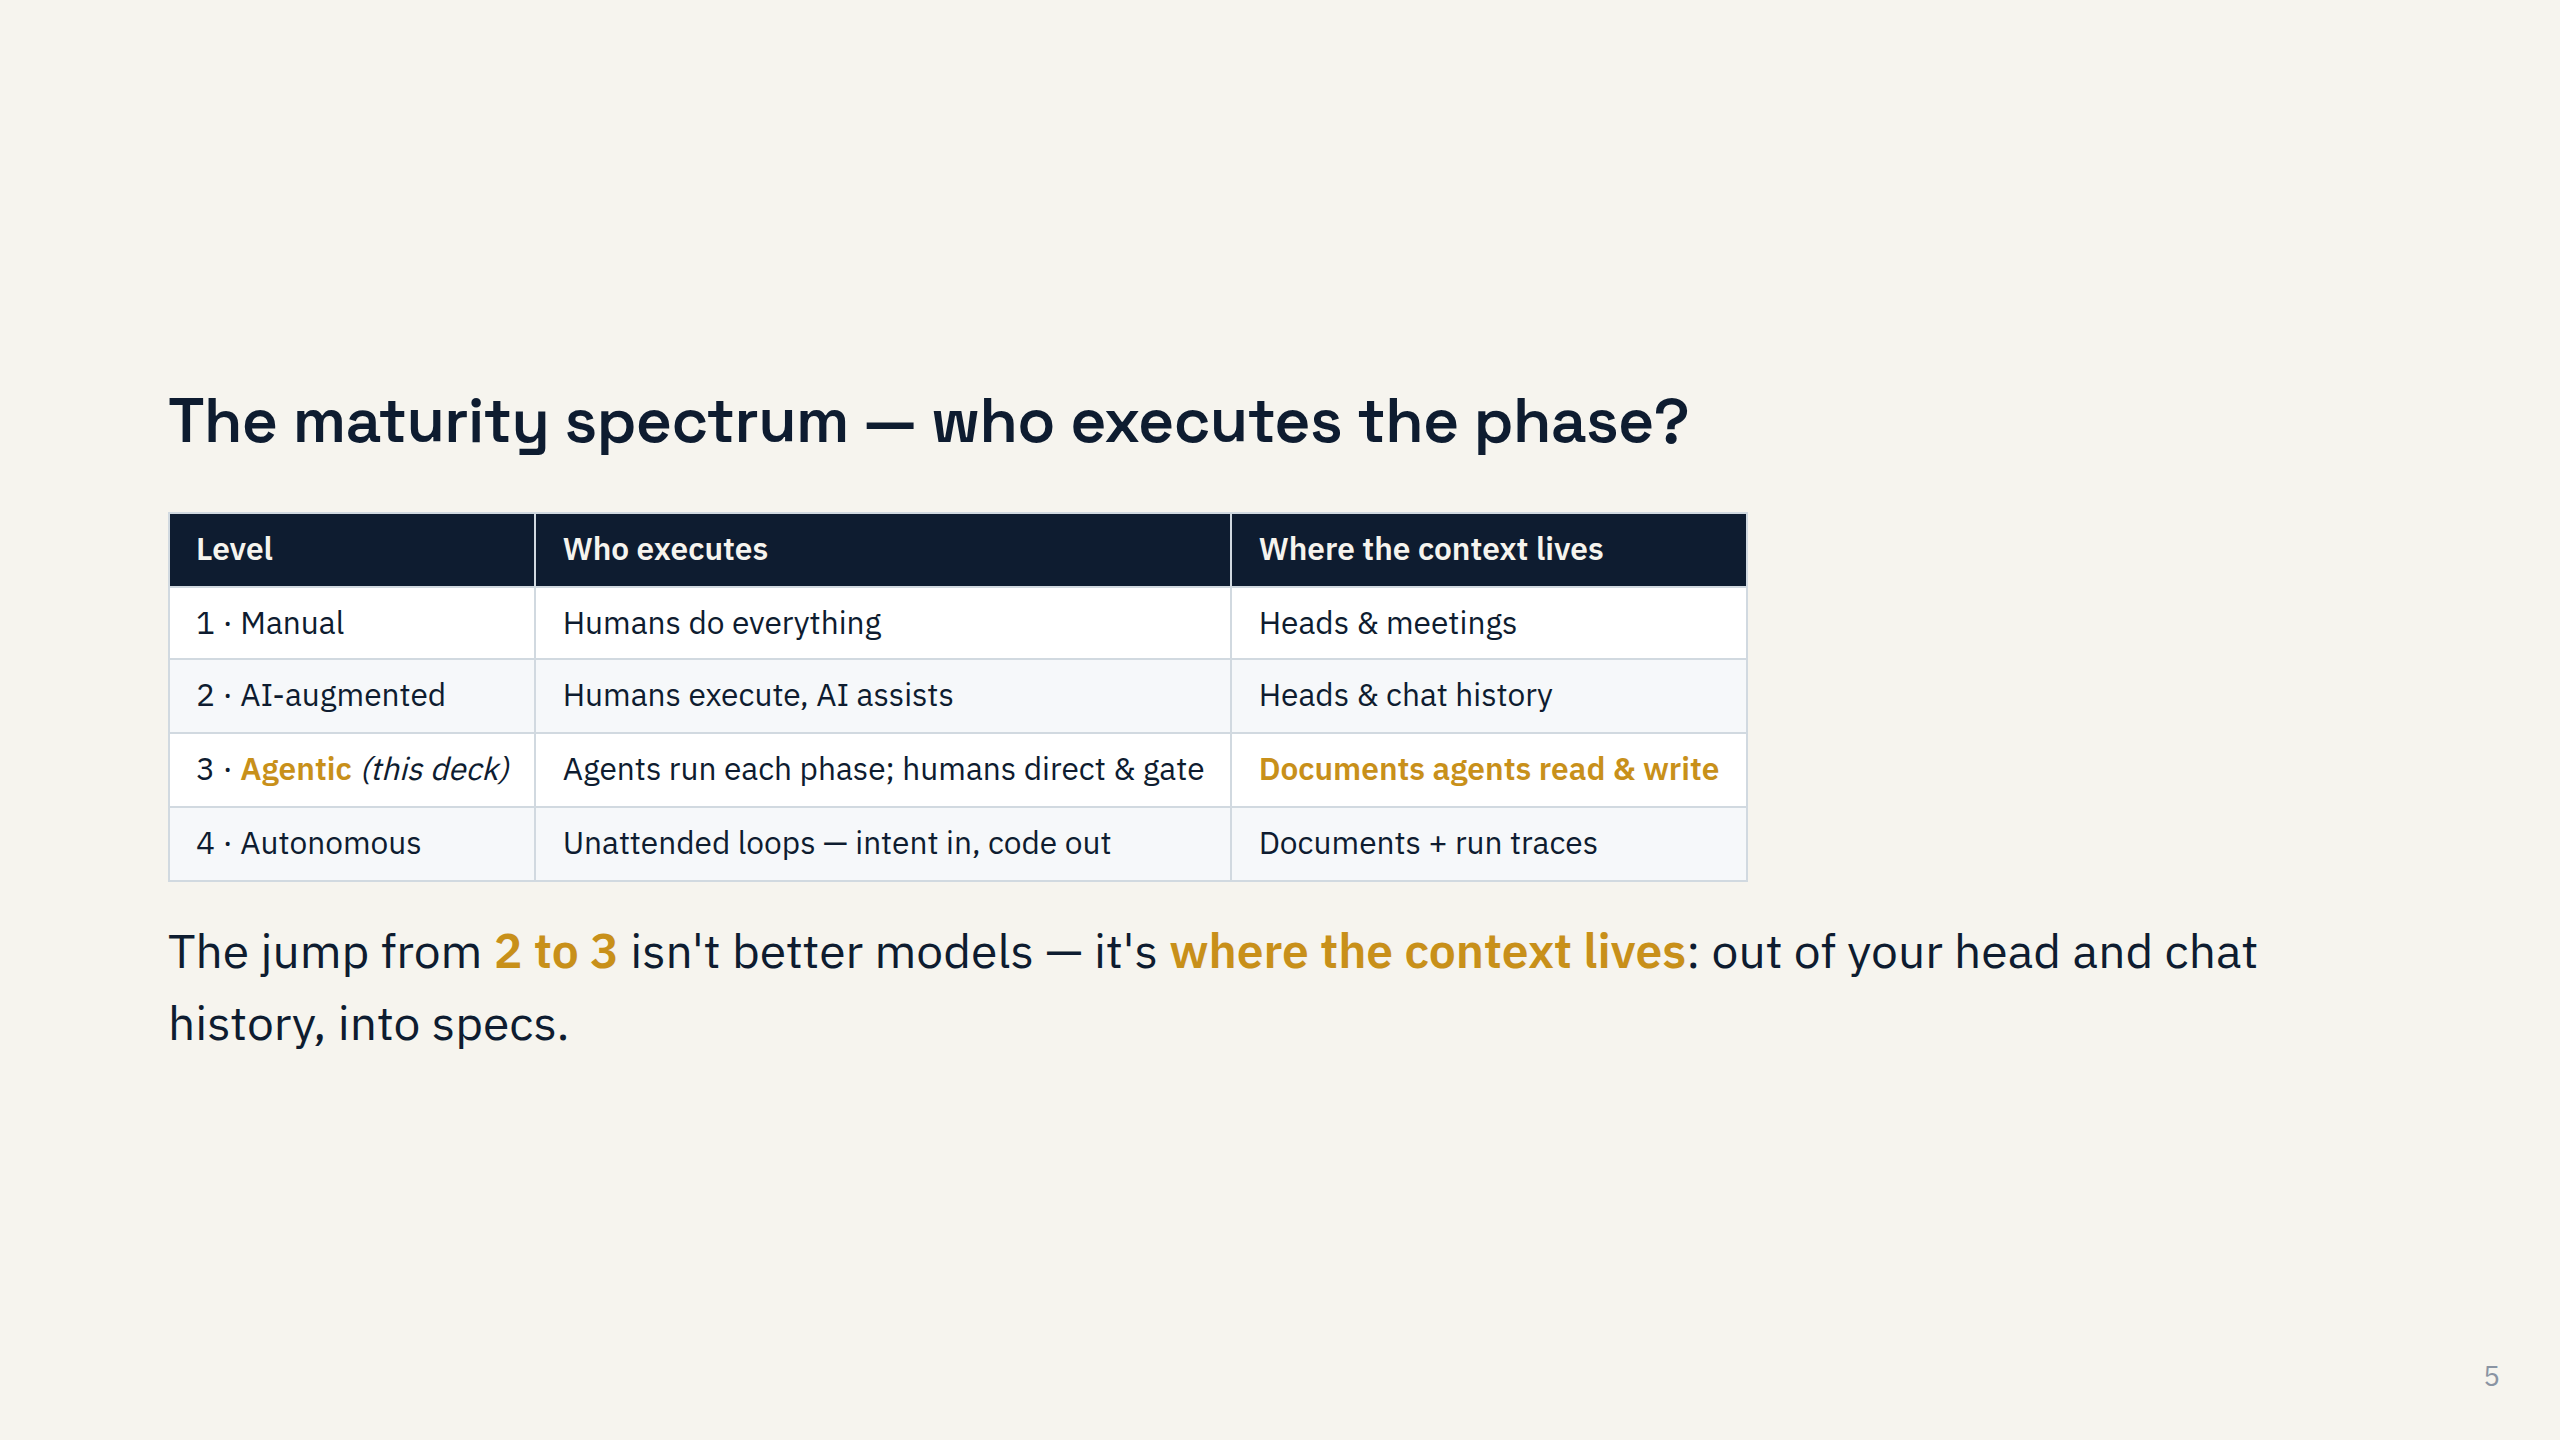 The maturity spectrum — who executes the phase?
Level Who executes Where the context lives
1 · Manual Humans do everything Heads & meetings
2 · AI-augmented Humans execute, AI assists Heads & chat history
3 · Agentic (this deck) Agents run each phase; humans direct & gate Documents agents read & write
4 · Autonomous Unattended loops — intent in, code out Documents + run traces
The jump from 2 to 3 isn't better models — it's where the context lives: out of your head and chat
history, into specs.
5